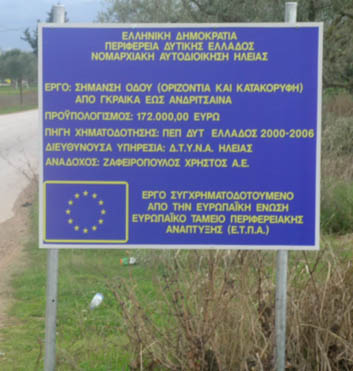 ΕΛΛΗΝΙΚΗ ΔΗΜΟΚΡΑΤΙΑ
ΠΕΡΙΦΕΡΕΙΑ ΔΥΤΙΚΗΣ ΕΛΛΑΔΟΣ
ΝΟΜΑΡΧΙΑΚΗ ΑΥΤΟΔΙΟΙΚΗΣΗ ΗΛΕΙΑΣ
ΕΡΓΟ: ΣΗΜΑΝΣΗ ΟΔΟΥ (ΟΡΙΖΟΝΤΙΑ ΚΑΙ ΚΑΤΑΚΟΡΥΦΗ)
ΑΠΟ ΓΚΡΑΙΚΑ ΕΩΣ ΑΝΔΡΙΤΣΑΙΝΑ
ΠΡΟΫΠΟΛΟΓΙΣΜΟΣ: 172.000,00 ΕΥΡΩ
ΠΗΓΗ ΧΗΜΑΤΟΔΟΤΗΣΗΣ: ΠΕΠ ΔΥΤ ΕΛΛΑΔΟΣ 2000-2006
ΔΙΕΥΘΥΝΟΥΣΑ ΥΠΗΡΕΣΙΑ: Δ.Τ.Υ.Ν.Α. ΗΛΕΙΑΣ
ΑΝΑΔΟΧΟΣ: ΖΑΦΕΙΡΟΠΟΥΛΟΣ ΧΡΗΣΤΟΣ Α.Ε.
ΕΡΓΟ ΣΥΓΧΡΗΜΑΤΟΔΟΤΟΥΜΕΝΟ
ΑΠΟ ΤΗΝ ΕΥΡΩΠΑΪΚΗ ΕΝΩΣΗ
ΕΥΡΩΠΑΪΚΟ ΤΑΜΕΙΟ ΠΕΡΙΦΕΡΕΙΑΚΗΣ
ΑΝΑΠΤΥΞΗΣ (Ε.Τ.Π.Α.)